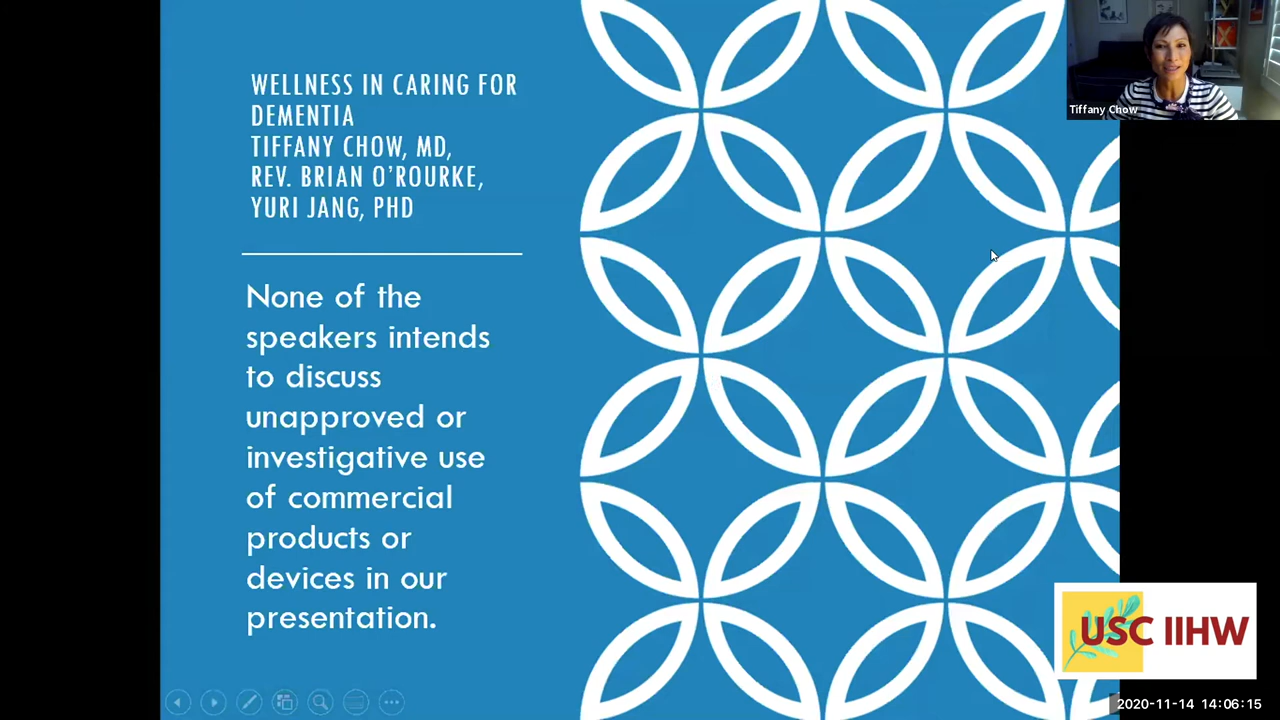 WELLNESS IN CARING FOR
DEMENTIA
TIFFANY CHOW, MD,
REV. BRIAN O'ROURKE,
YURI JANG, PHD
None of the
speakers intends
to discuss
unapproved or
investigative use
of commercial
products or
devices in our
presentation.
Tiffany Chow
USC IIHW
2020-11-14 14:06:15